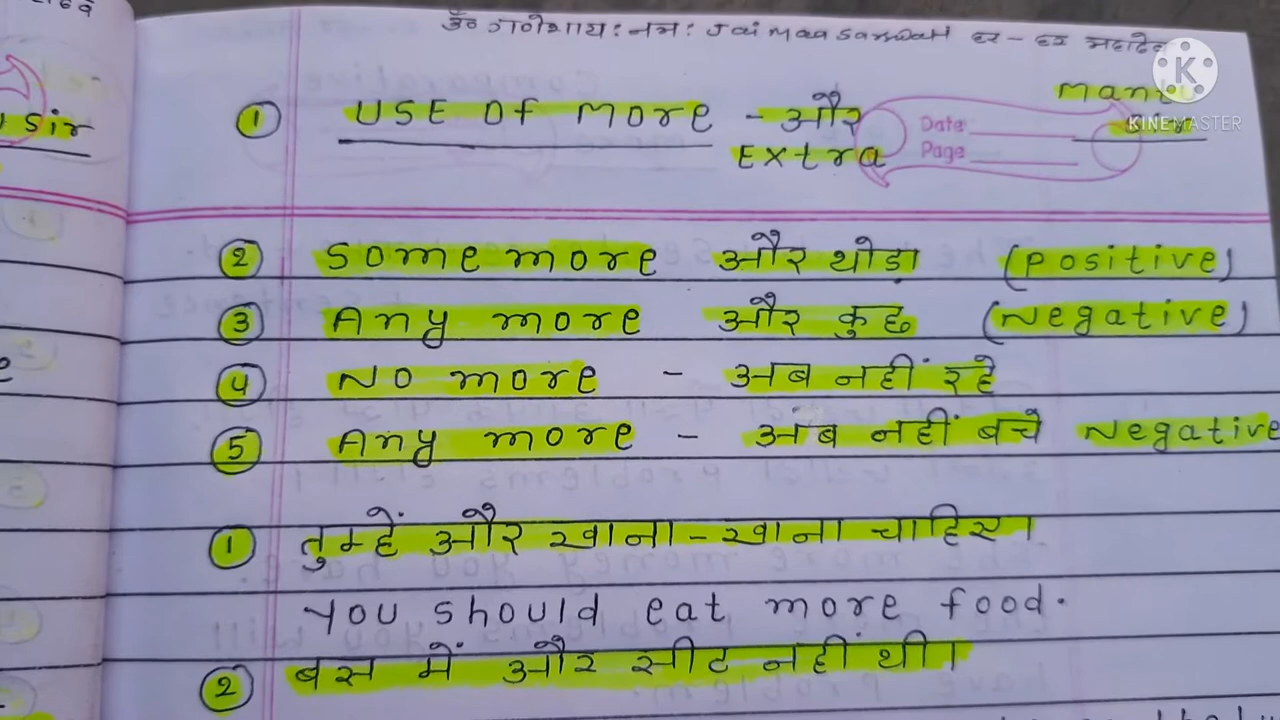 ॐ गणेशायः नमः Jai Maa Saraswati हर - हर महादेव
Sir
① USE Of more - और
Extra
Date
Page
KINEMASTER
② Some more और थोड़ा (Positive)
③ Any more और कुछ (Negative)
④ No more - अब नहीं रहे
⑤ Any more - अब नहीं बचे Negative
① तुम्हें और खाना - खाना चाहिए।
You should eat more food.
② बस में और सीट नहीं थी।